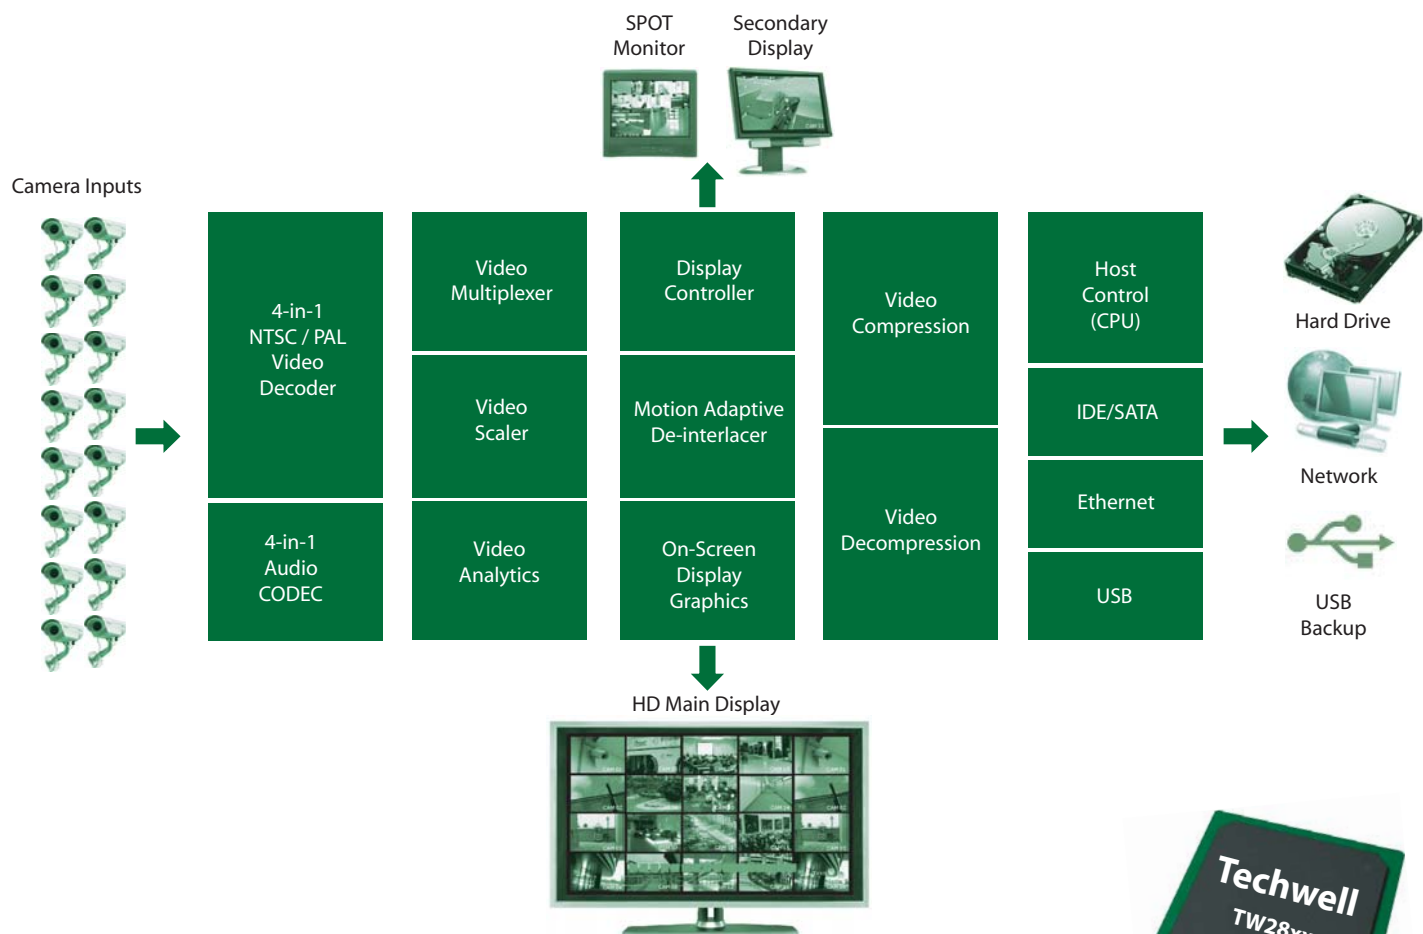 SPOT
Monitor
Secondary
Display
Camera Inputs
4-in-1
NTSC / PAL
Video
Decoder
4-in-1
Audio
CODEC
Video
Multiplexer
Video
Scaler
Video
Analytics
Display
Controller
Motion Adaptive
De-interlacer
On-Screen
Display
Graphics
Video
Compression
Video
Decompression
Host
Control
(CPU)
IDE/SATA
Ethernet
USB
Hard Drive
Network
USB
Backup
HD Main Display
Techwell